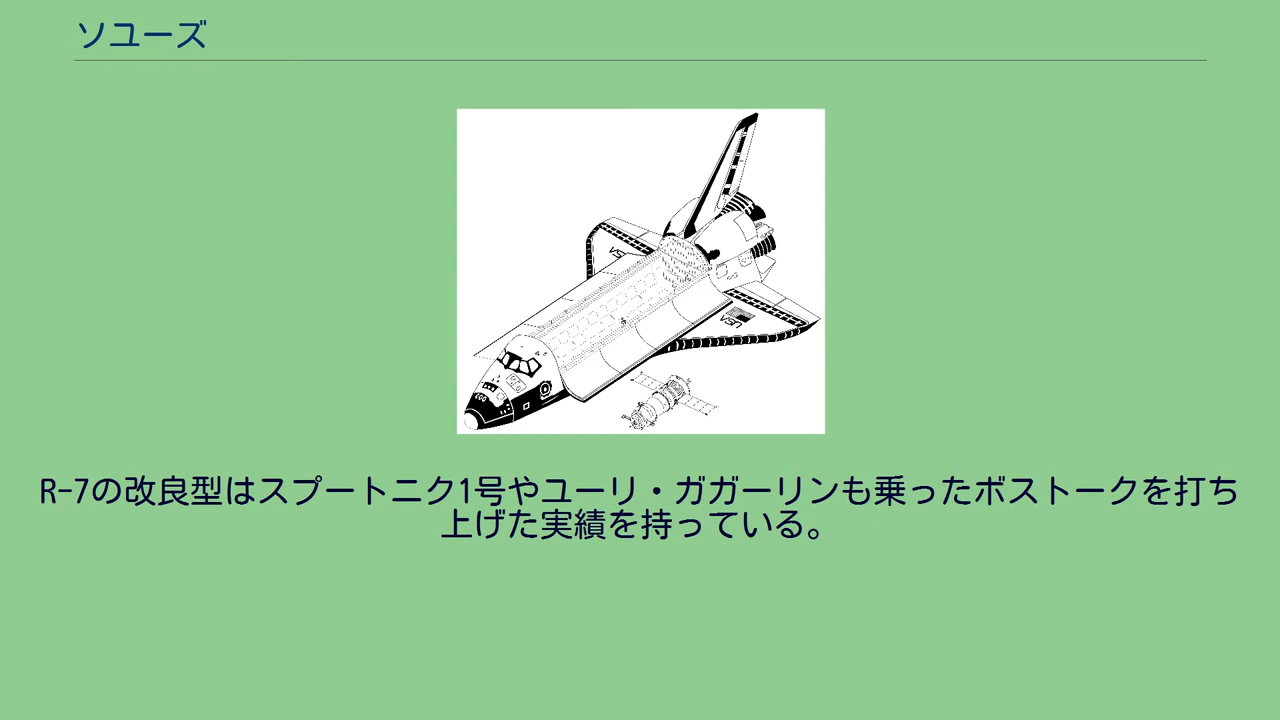 ソユーズ
USA
USA
R-7の改良型はスプートニク1号やユーリ・ガガーリンも乗ったボストークを打ち
上げた実績を持っている。